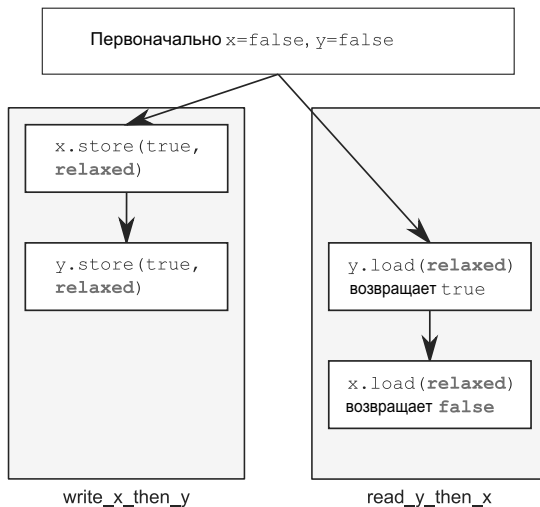 Первоначально x=false, y=false
x.store(true,
relaxed)
y.store(true,
relaxed)
y.load(relaxed)
возвращает true
x.load(relaxed)
возвращает false
write_x_then_y
read_y_then_x